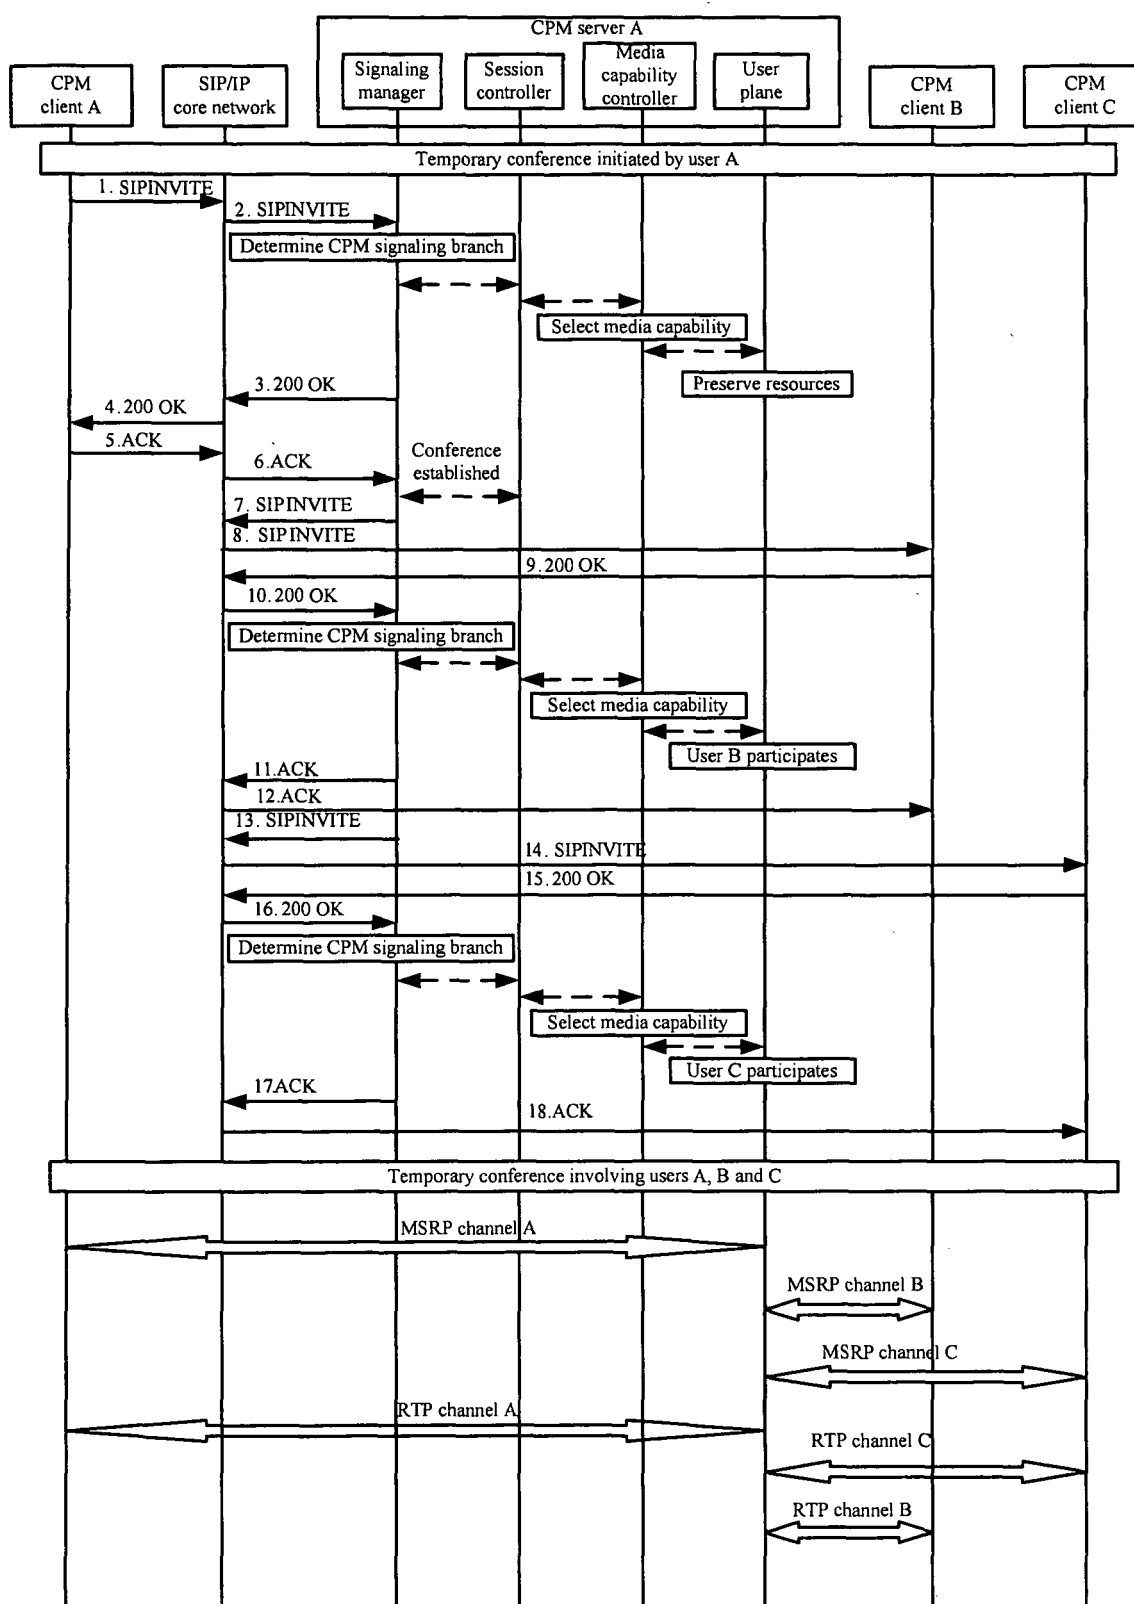 CPM server A
CPM
client A
SIP/IP
core network
Signaling
manager
Session
controller
Media
capability
controller
User
plane
CPM
client B
CPM
client C
Temporary conference initiated by user A
1. SIPINVITE
2. SIPINVITE
Determine CPM signaling branch
Select media capability
Preserve resources
3.200 OK
4.200 OK
5.ACK
6.ACK
Conference
established
7. SIPINVITE
8. SIPINVITE
9.200 OK
10.200 OK
Determine CPM signaling branch
Select media capability
User B participates
11.ACK
12.ACK
13. SIPINVITE
14. SIPINVITE
15.200 OK
16.200 OK
Determine CPM signaling branch
Select media capability
User C participates
17.ACK
18.ACK
Temporary conference involving users A, B and C
MSRP channel A
MSRP channel B
MSRP channel C
RTP channel A
RTP channel C
RTP channel B